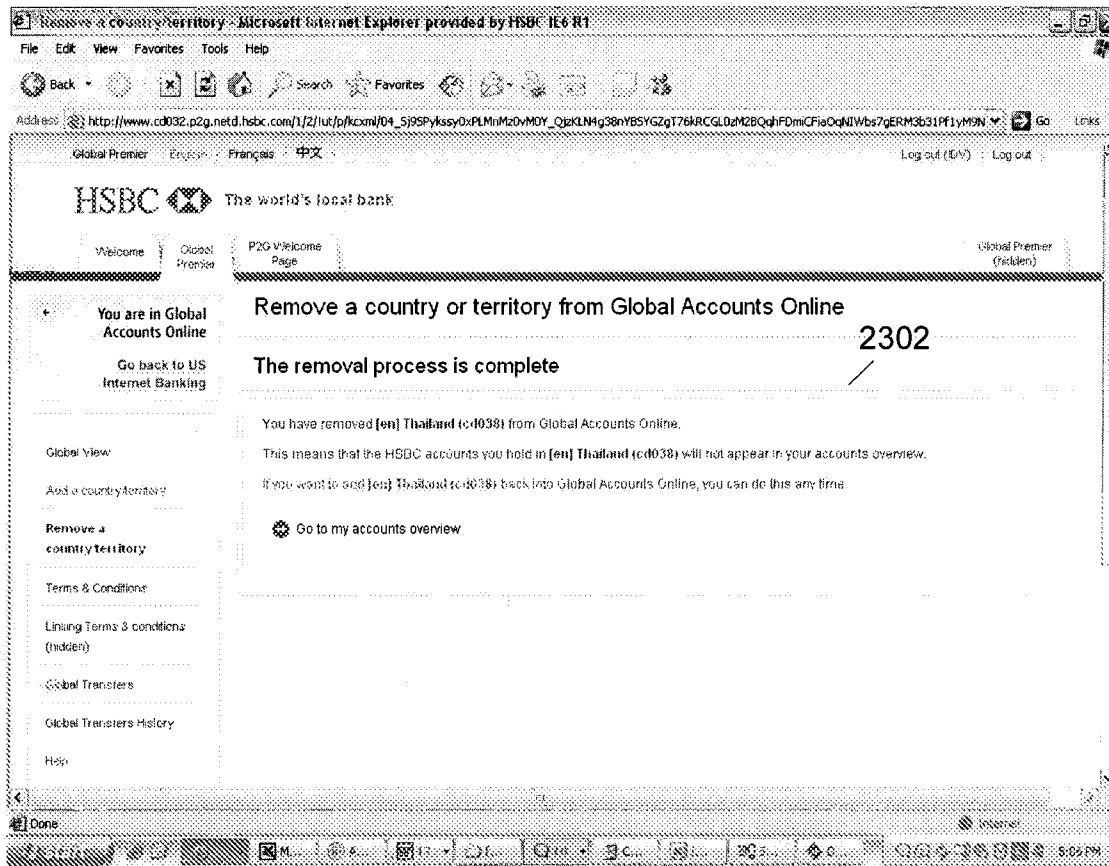 Remove a country/territory - Microsoft Internet Explorer provided by HSBC IE6 R1
File Edit View Favorites Tools Help
Back Search Favorites
Address http://www.cd032.p2g.netd.hsbc.com/1/2/!ut/p/kcxml/ Go Links
Global Premier English Français 中文 Log out (IDV) Log out
HSBC The world's local bank
Welcome Global Premier P2G Welcome Page Global Premier (hidden)
You are in Global Accounts Online
Go back to US Internet Banking
Global View
Add a country/territory
Remove a country/territory
Terms & Conditions
Linking Terms & conditions (hidden)
Global Transfers
Global Transfers History
Help
Remove a country or territory from Global Accounts Online
2302
The removal process is complete
You have removed [en] Thailand (cd038) from Global Accounts Online.
This means that the HSBC accounts you hold in [en] Thailand (cd038) will not appear in your accounts overview.
If you want to add [en] Thailand (cd038) back into Global Accounts Online, you can do this any time.
Go to my accounts overview
Done Internet
5:05 PM